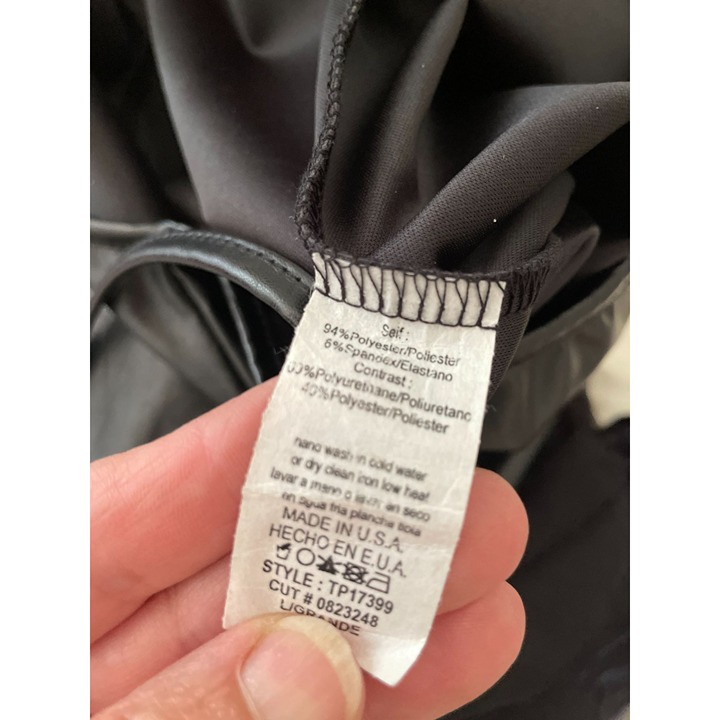 Self :
94%Polyester/Poliester
6%Spandex/Elastano
Contrast :
60%Polyurethane/Poliuretano
40%Polyester/Poliester
hand wash in cold water
or dry clean iron low heat
lavar a mano o lavar en seco
en agua fria plancha tibia
MADE IN U.S.A.
HECHO EN E.U.A.
STYLE : TP17399
CUT # 0823248
L/GRANDE